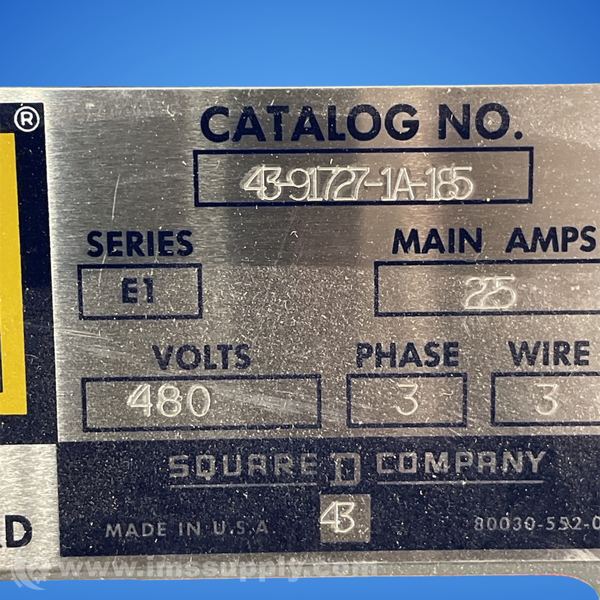 ®
CATALOG NO.
43-91727-1A-185
SERIES
MAIN AMPS
E1
25
VOLTS
PHASE
WIRE
480
3
3
SQUARE D COMPANY
43
MADE IN U.S.A
80030-552-0
www.imssupply.com